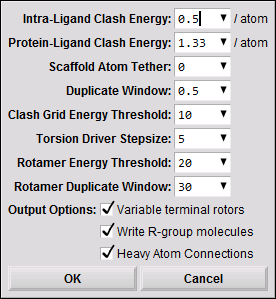 Intra-Ligand Clash Energy: 0.5 / atom
Protein-Ligand Clash Energy: 1.33 / atom
Scaffold Atom Tether: 0
Duplicate Window: 0.5
Clash Grid Energy Threshold: 10
Torsion Driver Stepsize: 5
Rotamer Energy Threshold: 20
Rotamer Duplicate Window: 30
Output Options: Variable terminal rotors
Write R-group molecules
Heavy Atom Connections
OK Cancel